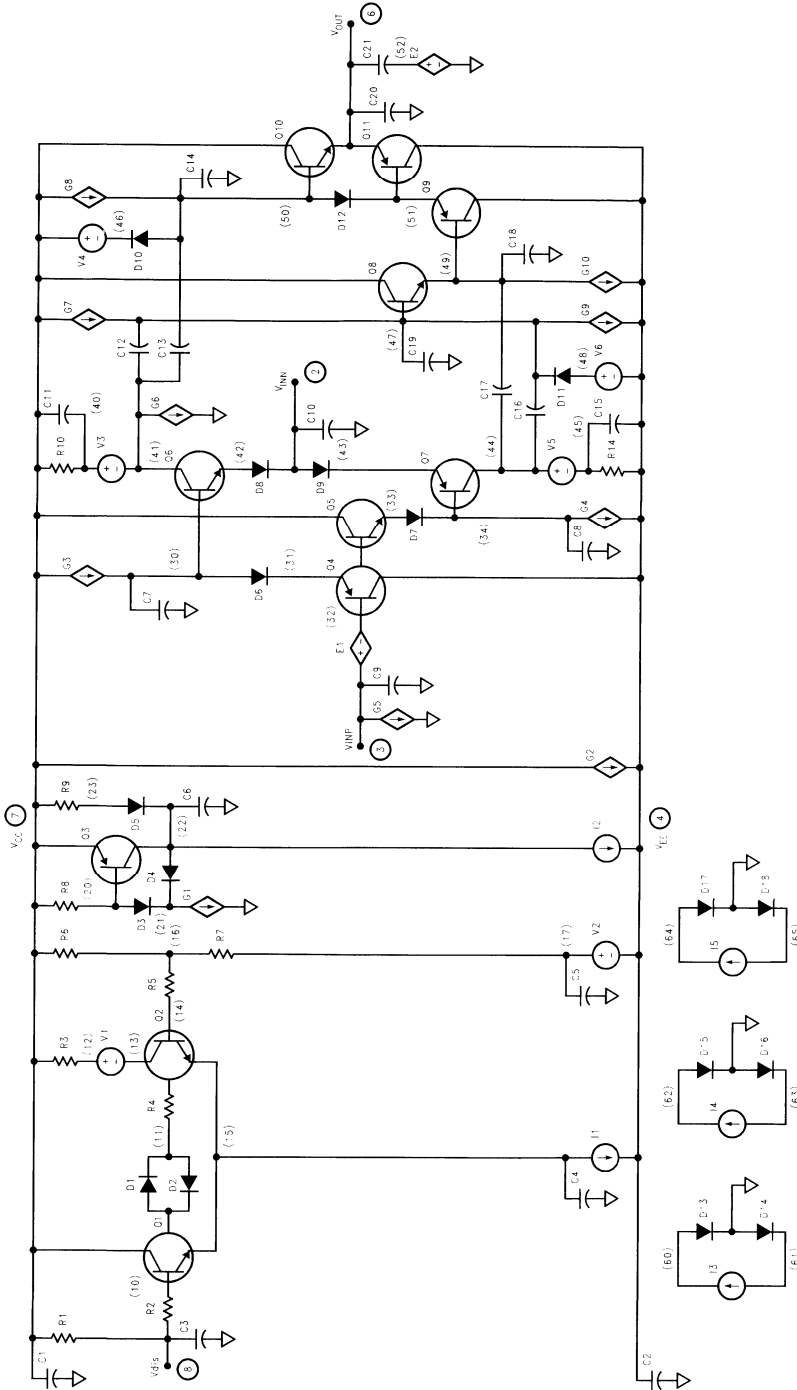 C1
R1
Vdis
8
C3
R2
(10)
Q1
D1
D2
(11)
R4
(15)
R3
(12)
V1
(13)
Q2
(14)
R5
(16)
R6
R7
C4
I1
(17)
C5
V2
C2
VCC
7
R8
(20)
D3
(21)
G1
D4
Q3
(22)
R9
(23)
D5
C6
I2
VEE
4
G2
VINP
3
G5
C9
E1
(32)
Q4
(31)
D6
(30)
C7
G3
Q5
(33)
D7
(34)
C8
G4
R10
C11
(40)
V3
(41)
Q6
(42)
D8
D9
(43)
C10
VINN
2
Q7
(44)
V5
(45)
C15
R14
G6
C12
C13
G7
(47)
C19
Q8
C16
C17
D11
(48)
V6
G9
(49)
C18
G10
V4
(46)
D10
G8
C14
(50)
D12
(51)
Q9
Q10
Q11
C20
C21
(52)
E2
VOUT
6
(60)
I3
D13
D14
(61)
(62)
I4
D15
D16
(63)
(64)
I5
D17
D18
(65)